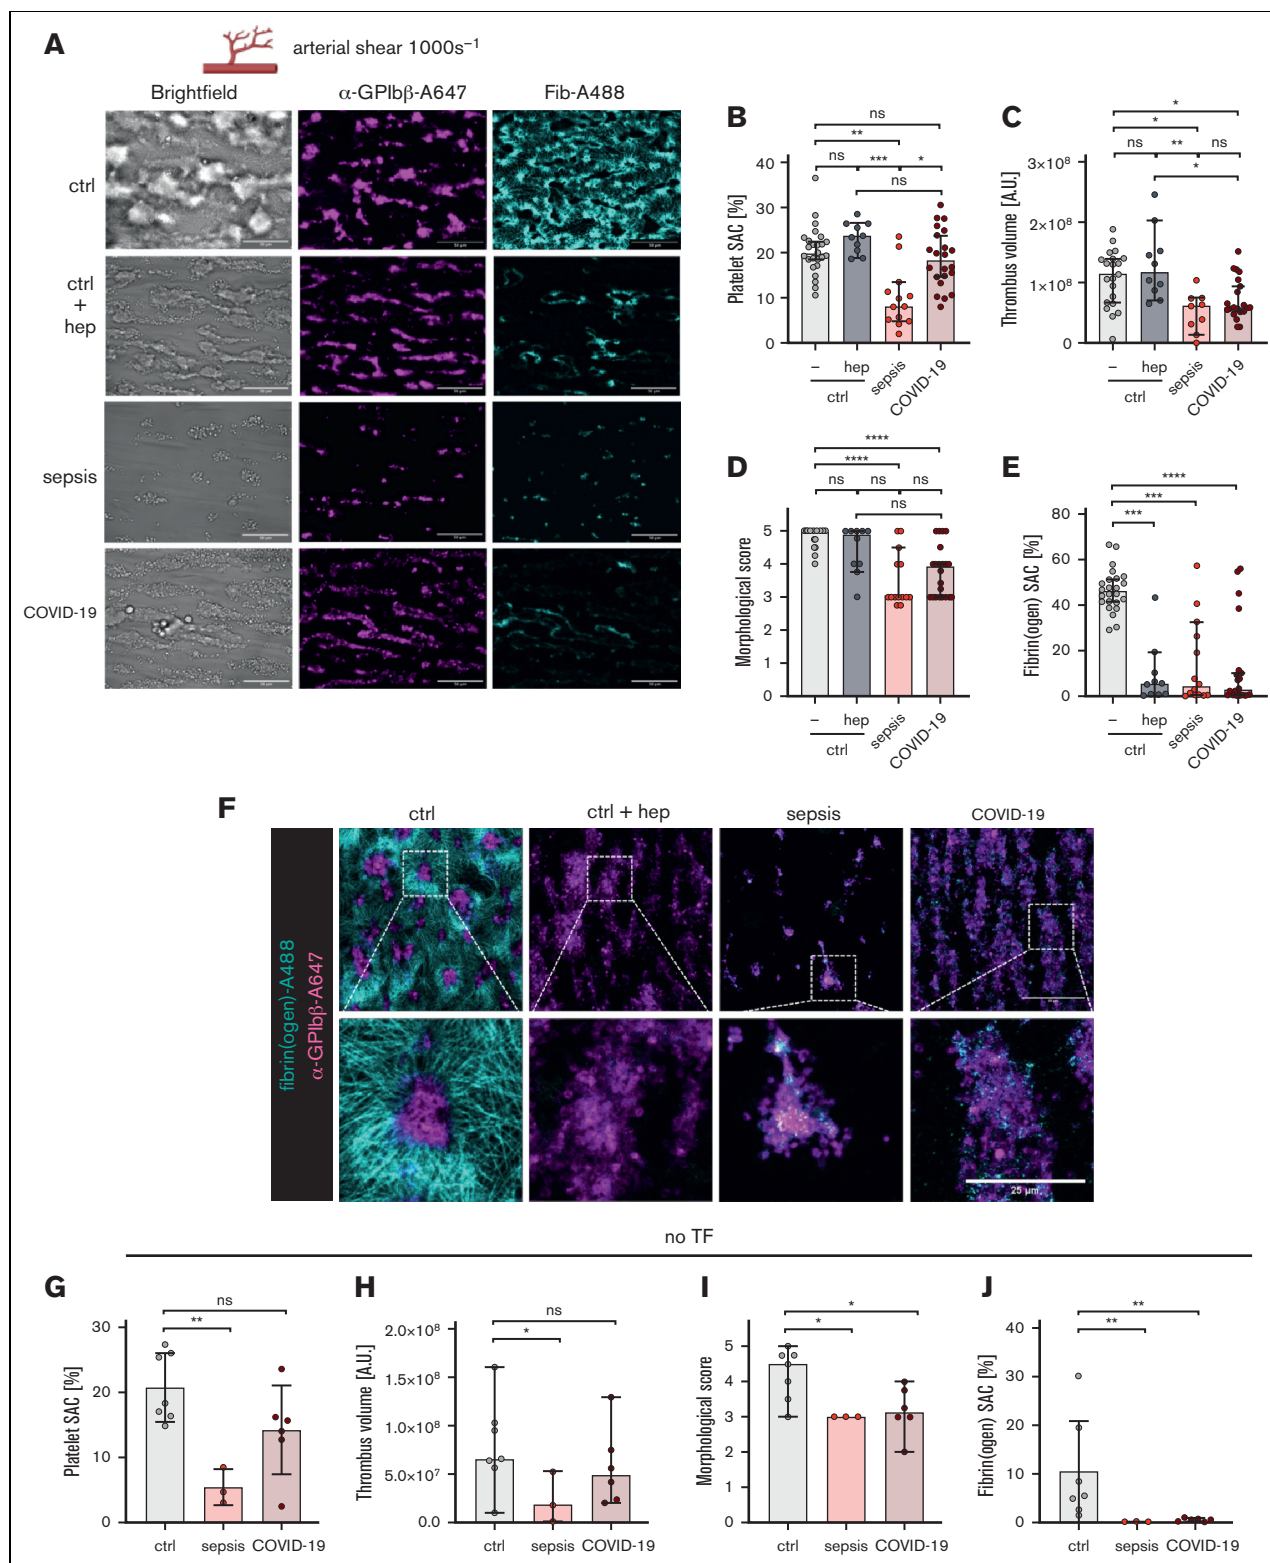 A
arterial shear 1000s⁻¹
Brightfield
α-GPIbβ-A647
Fib-A488
ctrl
ctrl
+
hep
sepsis
COVID-19
B
ns
**
ns
***
*
ns
Platelet SAC [%]
40
30
20
10
0
–
hep
sepsis
COVID-19
ctrl
C
*
*
ns
**
ns
*
Thrombus volume [A.U.]
3×10⁸
2×10⁸
1×10⁸
0
–
hep
sepsis
COVID-19
ctrl
D
****
****
ns
ns
ns
ns
Morphological score
5
4
3
2
1
0
–
hep
sepsis
COVID-19
ctrl
E
****
***
***
Fibrin(ogen) SAC [%]
80
60
40
20
0
–
hep
sepsis
COVID-19
ctrl
F
ctrl
ctrl + hep
sepsis
COVID-19
fibrin(ogen)-A488
α-GPIbβ-A647
25 µm
no TF
G
ns
**
Platelet SAC [%]
30
20
10
0
ctrl
sepsis
COVID-19
H
ns
*
Thrombus volume [A.U.]
2.0×10⁸
1.5×10⁸
1.0×10⁸
5.0×10⁷
0.0
ctrl
sepsis
COVID-19
I
*
*
Morphological score
5
4
3
2
1
0
ctrl
sepsis
COVID-19
J
**
**
Fibrin(ogen) SAC [%]
40
30
20
10
0
ctrl
sepsis
COVID-19